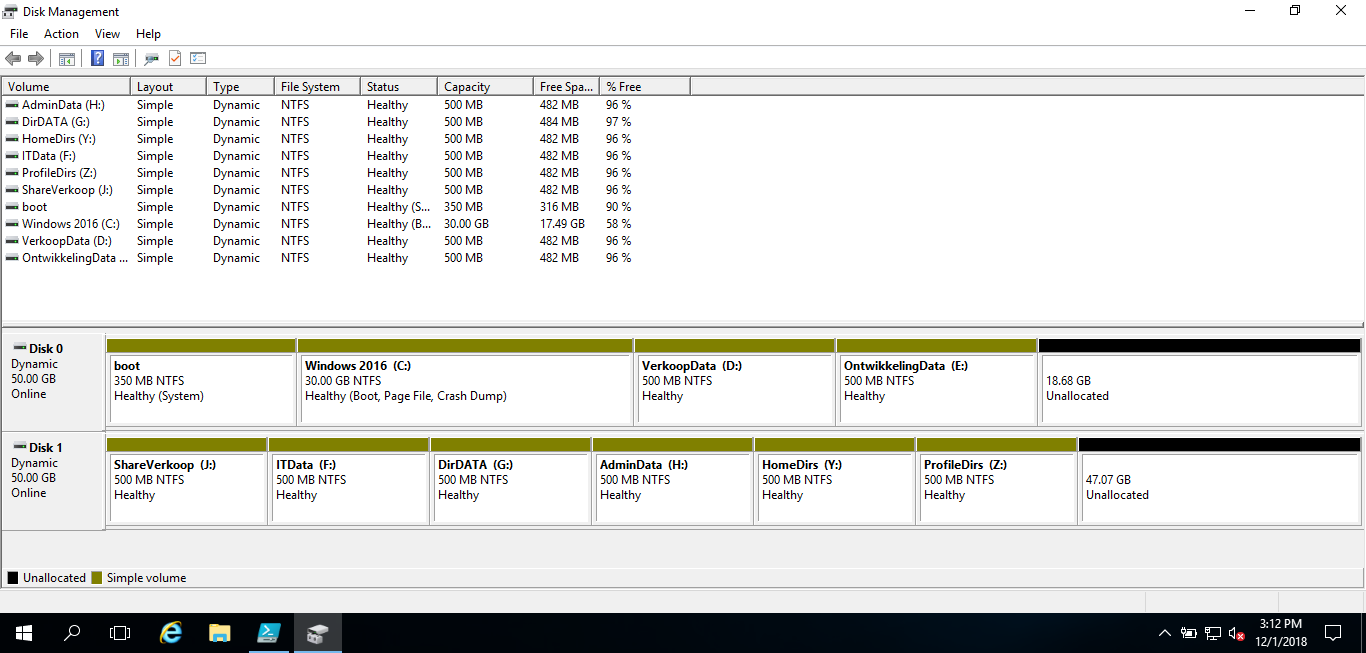 Disk Management
File Action View Help
Volume Layout Type File System Status Capacity Free Spa... % Free
AdminData (H:) Simple Dynamic NTFS Healthy 500 MB 482 MB 96 %
DirDATA (G:) Simple Dynamic NTFS Healthy 500 MB 484 MB 97 %
HomeDirs (Y:) Simple Dynamic NTFS Healthy 500 MB 482 MB 96 %
ITData (F:) Simple Dynamic NTFS Healthy 500 MB 482 MB 96 %
ProfileDirs (Z:) Simple Dynamic NTFS Healthy 500 MB 482 MB 96 %
ShareVerkoop (J:) Simple Dynamic NTFS Healthy 500 MB 482 MB 96 %
boot Simple Dynamic NTFS Healthy (S... 350 MB 316 MB 90 %
Windows 2016 (C:) Simple Dynamic NTFS Healthy (B... 30.00 GB 17.49 GB 58 %
VerkoopData (D:) Simple Dynamic NTFS Healthy 500 MB 482 MB 96 %
OntwikkelingData ... Simple Dynamic NTFS Healthy 500 MB 482 MB 96 %
Disk 0
Dynamic
50.00 GB
Online
boot
350 MB NTFS
Healthy (System)
Windows 2016 (C:)
30.00 GB NTFS
Healthy (Boot, Page File, Crash Dump)
VerkoopData (D:)
500 MB NTFS
Healthy
OntwikkelingData (E:)
500 MB NTFS
Healthy
18.68 GB
Unallocated
Disk 1
Dynamic
50.00 GB
Online
ShareVerkoop (J:)
500 MB NTFS
Healthy
ITData (F:)
500 MB NTFS
Healthy
DirDATA (G:)
500 MB NTFS
Healthy
AdminData (H:)
500 MB NTFS
Healthy
HomeDirs (Y:)
500 MB NTFS
Healthy
ProfileDirs (Z:)
500 MB NTFS
Healthy
47.07 GB
Unallocated
Unallocated Simple volume
3:12 PM
12/1/2018